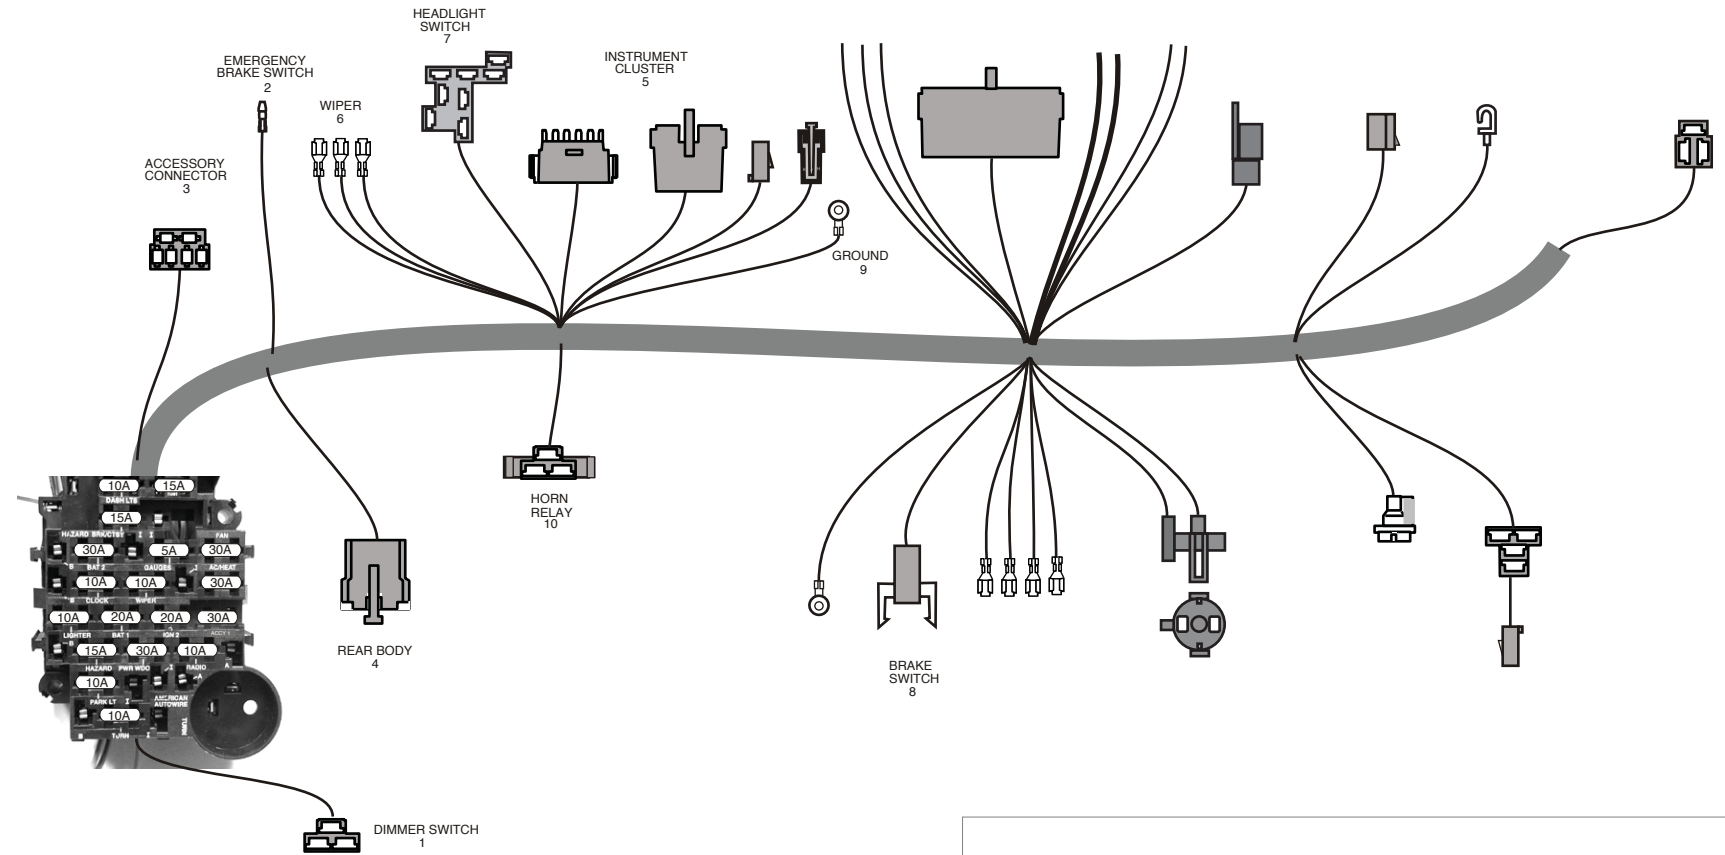 HEADLIGHT
SWITCH
7
EMERGENCY
BRAKE SWITCH
2
INSTRUMENT
CLUSTER
5
WIPER
6
ACCESSORY
CONNECTOR
3
GROUND
9
HORN
RELAY
10
REAR BODY
4
BRAKE
SWITCH
8
DIMMER SWITCH
1
10A 15A
DASH LTS
15A
HAZARD BRK/CTSY I I FAN
30A 5A 30A
B BAT 2 GAUGES I AC/HEAT
10A 10A 30A
B CLOCK WIPER
10A 20A 20A 30A
LIGHTER BAT 1 IGN 2 ACCY 1
B 15A 30A 10A
HAZARD PWR WDO I RADIO A
10A A
PARK LT I AMERICAN
AUTOWIRE
10A
B TURN I
TURN